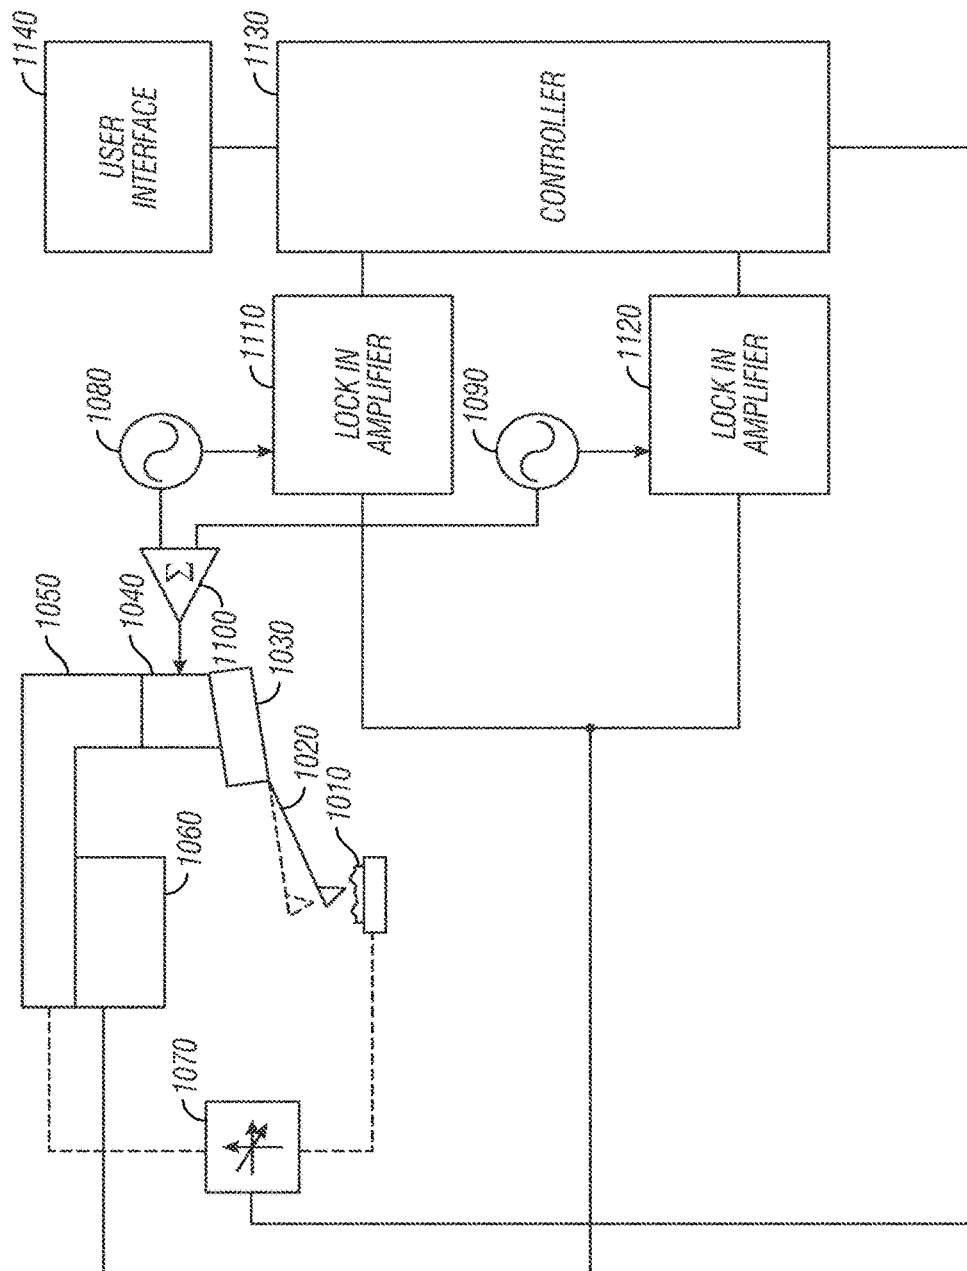 1140
USER
INTERFACE
1130
CONTROLLER
1110
LOCK IN
AMPLIFIER
1120
LOCK IN
AMPLIFIER
1080
1090
Σ
1100
1050
1040
1030
1020
1010
1060
1070